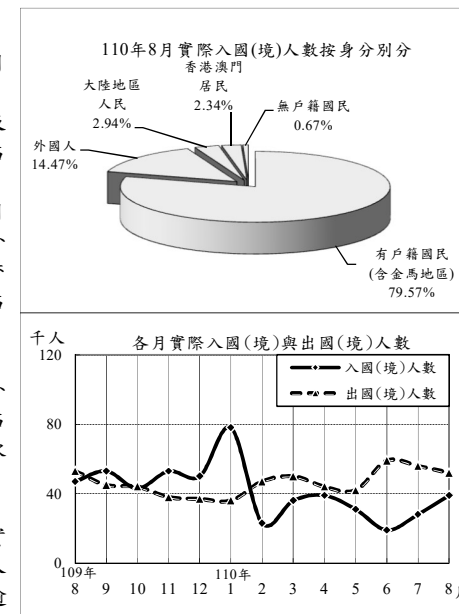 110年8月實際入國(境)人數按身分別分
香港澳門
居民
2.34%
大陸地區
人民
2.94%
無戶籍國民
0.67%
外國人
14.47%
有戶籍國民
(含金馬地區)
79.57%
千人
各月實際入國(境)與出國(境)人數
入國(境)人數
出國(境)人數
120
80
40
0
109年 110年
8 9 10 11 12 1 2 3 4 5 6 7 8